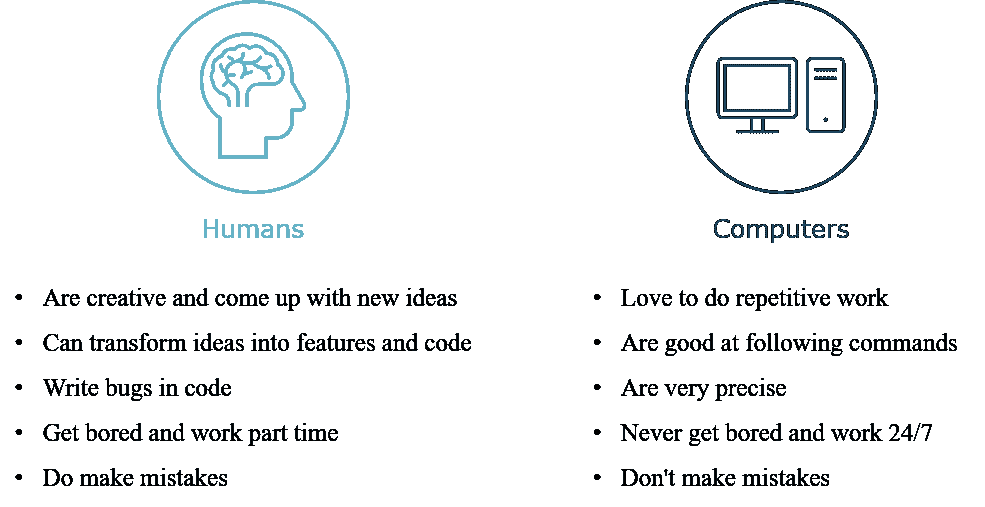 Humans
• Are creative and come up with new ideas
• Can transform ideas into features and code
• Write bugs in code
• Get bored and work part time
• Do make mistakes
Computers
• Love to do repetitive work
• Are good at following commands
• Are very precise
• Never get bored and work 24/7
• Don't make mistakes